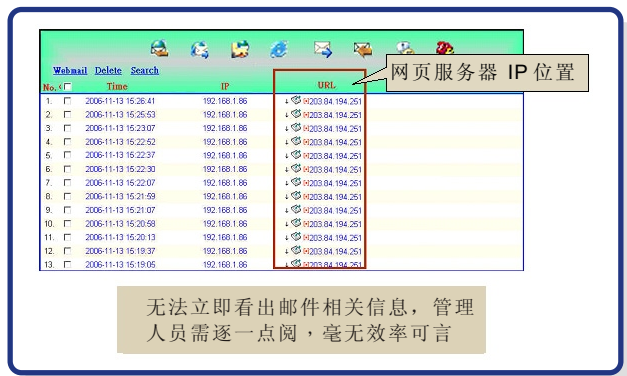 网页服务器 IP 位置
Webmail Delete Search
No. Time IP URL
1. 2006-11-13 15:26:41 192.168.1.86 203.84.194.251
2. 2006-11-13 15:25:53 192.168.1.86 203.84.194.251
3. 2006-11-13 15:23:07 192.168.1.86 203.84.194.251
4. 2006-11-13 15:22:52 192.168.1.86 203.84.194.251
5. 2006-11-13 15:22:37 192.168.1.86 203.84.194.251
6. 2006-11-13 15:22:30 192.168.1.86 203.84.194.251
7. 2006-11-13 15:22:07 192.168.1.86 203.84.194.251
8. 2006-11-13 15:21:59 192.168.1.86 203.84.194.251
9. 2006-11-13 15:21:07 192.168.1.86 203.84.194.251
10. 2006-11-13 15:20:58 192.168.1.86 203.84.194.251
11. 2006-11-13 15:20:13 192.168.1.86 203.84.194.251
12. 2006-11-13 15:19:37 192.168.1.86 203.84.194.251
13. 2006-11-13 15:19:05 192.168.1.86 203.84.194.251
无法立即看出邮件相关信息，管理
人员需逐一点阅，毫无效率可言